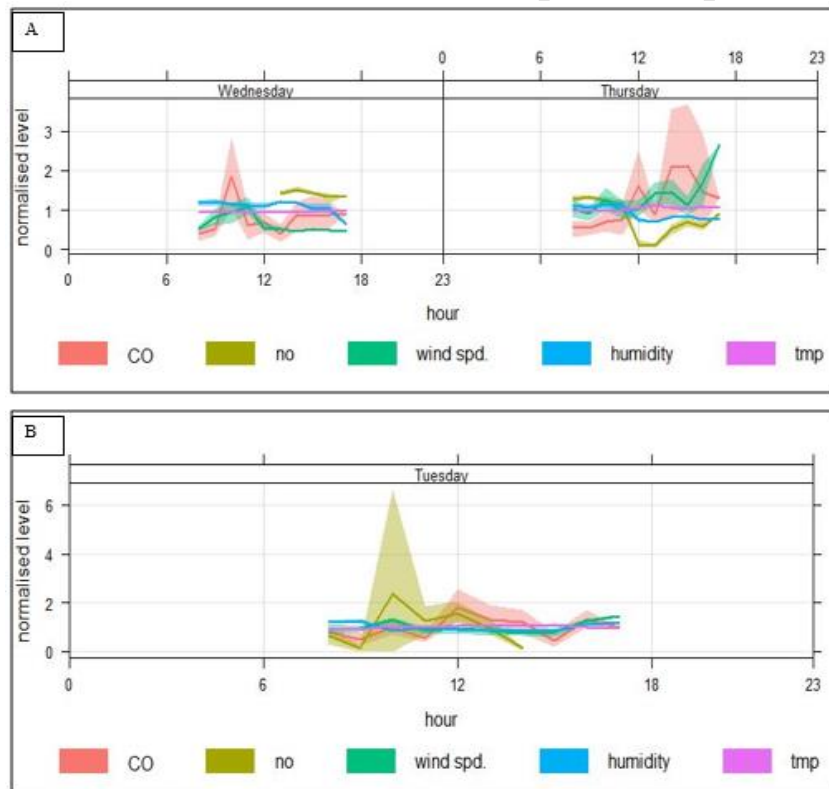 A
0 6 12 18 23
Wednesday Thursday
normalised level
3
2
1
0
0 6 12 18 23
hour
CO no wind spd. humidity tmp
B
Tuesday
normalised level
6
4
2
0
0 6 12 18 23
hour
CO no wind spd. humidity tmp